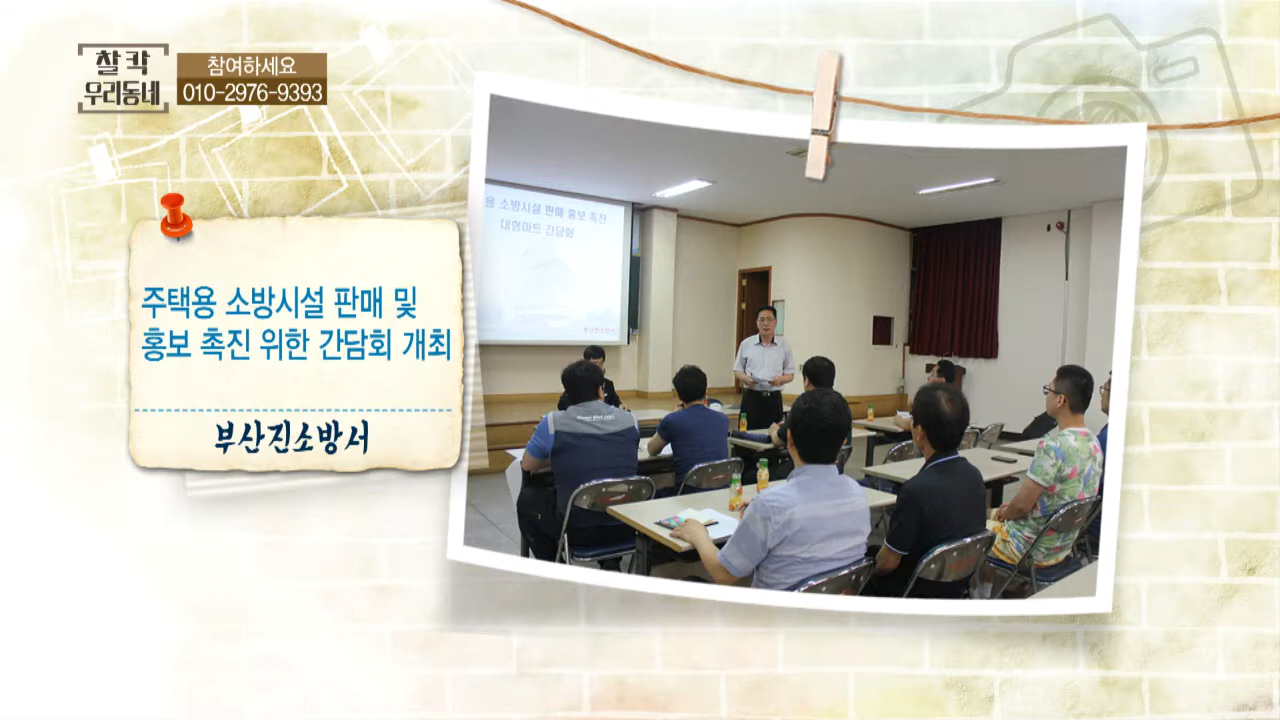 찰칵
우리동네
참여하세요
010-2976-9393
주택용 소방시설 판매 및
홍보 촉진 위한 간담회 개최
부산진소방서
용 소방시설 판매 홍보 촉진
대형마트 간담회